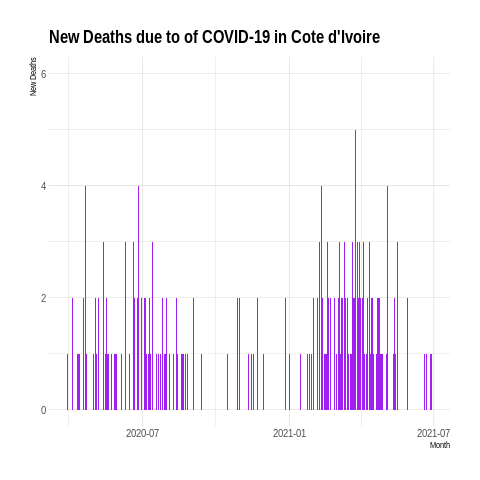 New Deaths due to of COVID-19 in Cote d'Ivoire
New Deaths
6
4
2
0
2020-07
2021-01
2021-07
Month